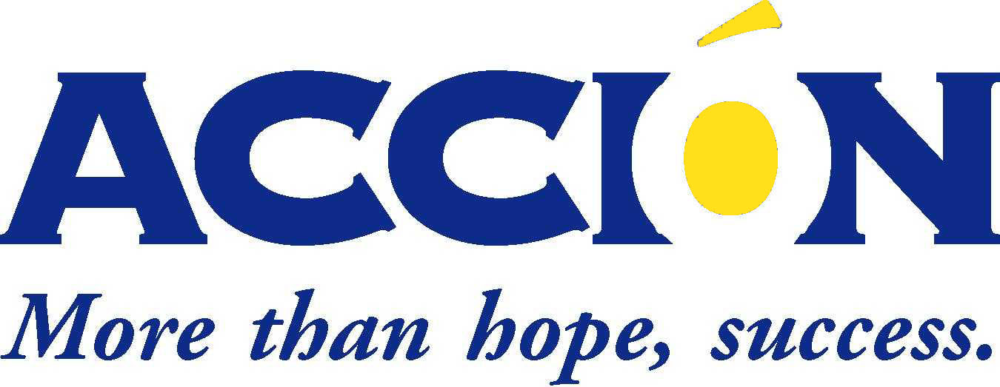 ACCIÓN
More than hope, success.